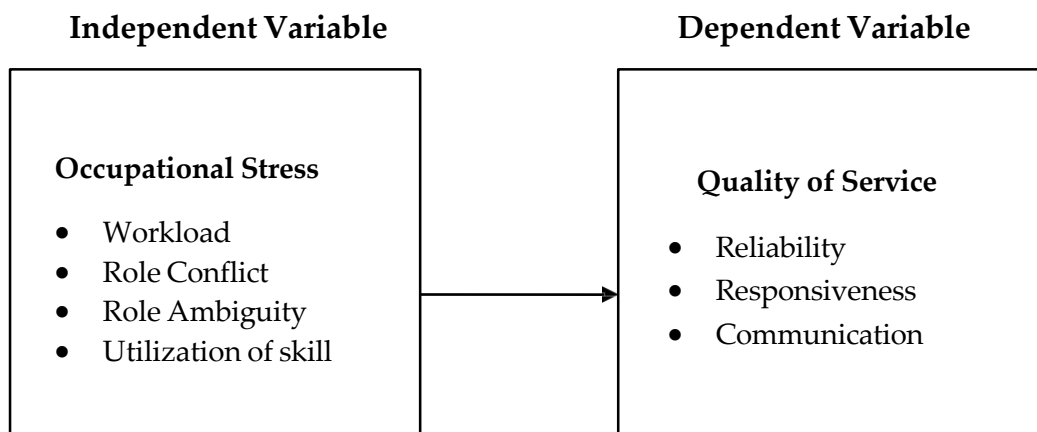 Independent Variable
Occupational Stress
• Workload
• Role Conflict
• Role Ambiguity
• Utilization of skill
Dependent Variable
Quality of Service
• Reliability
• Responsiveness
• Communication